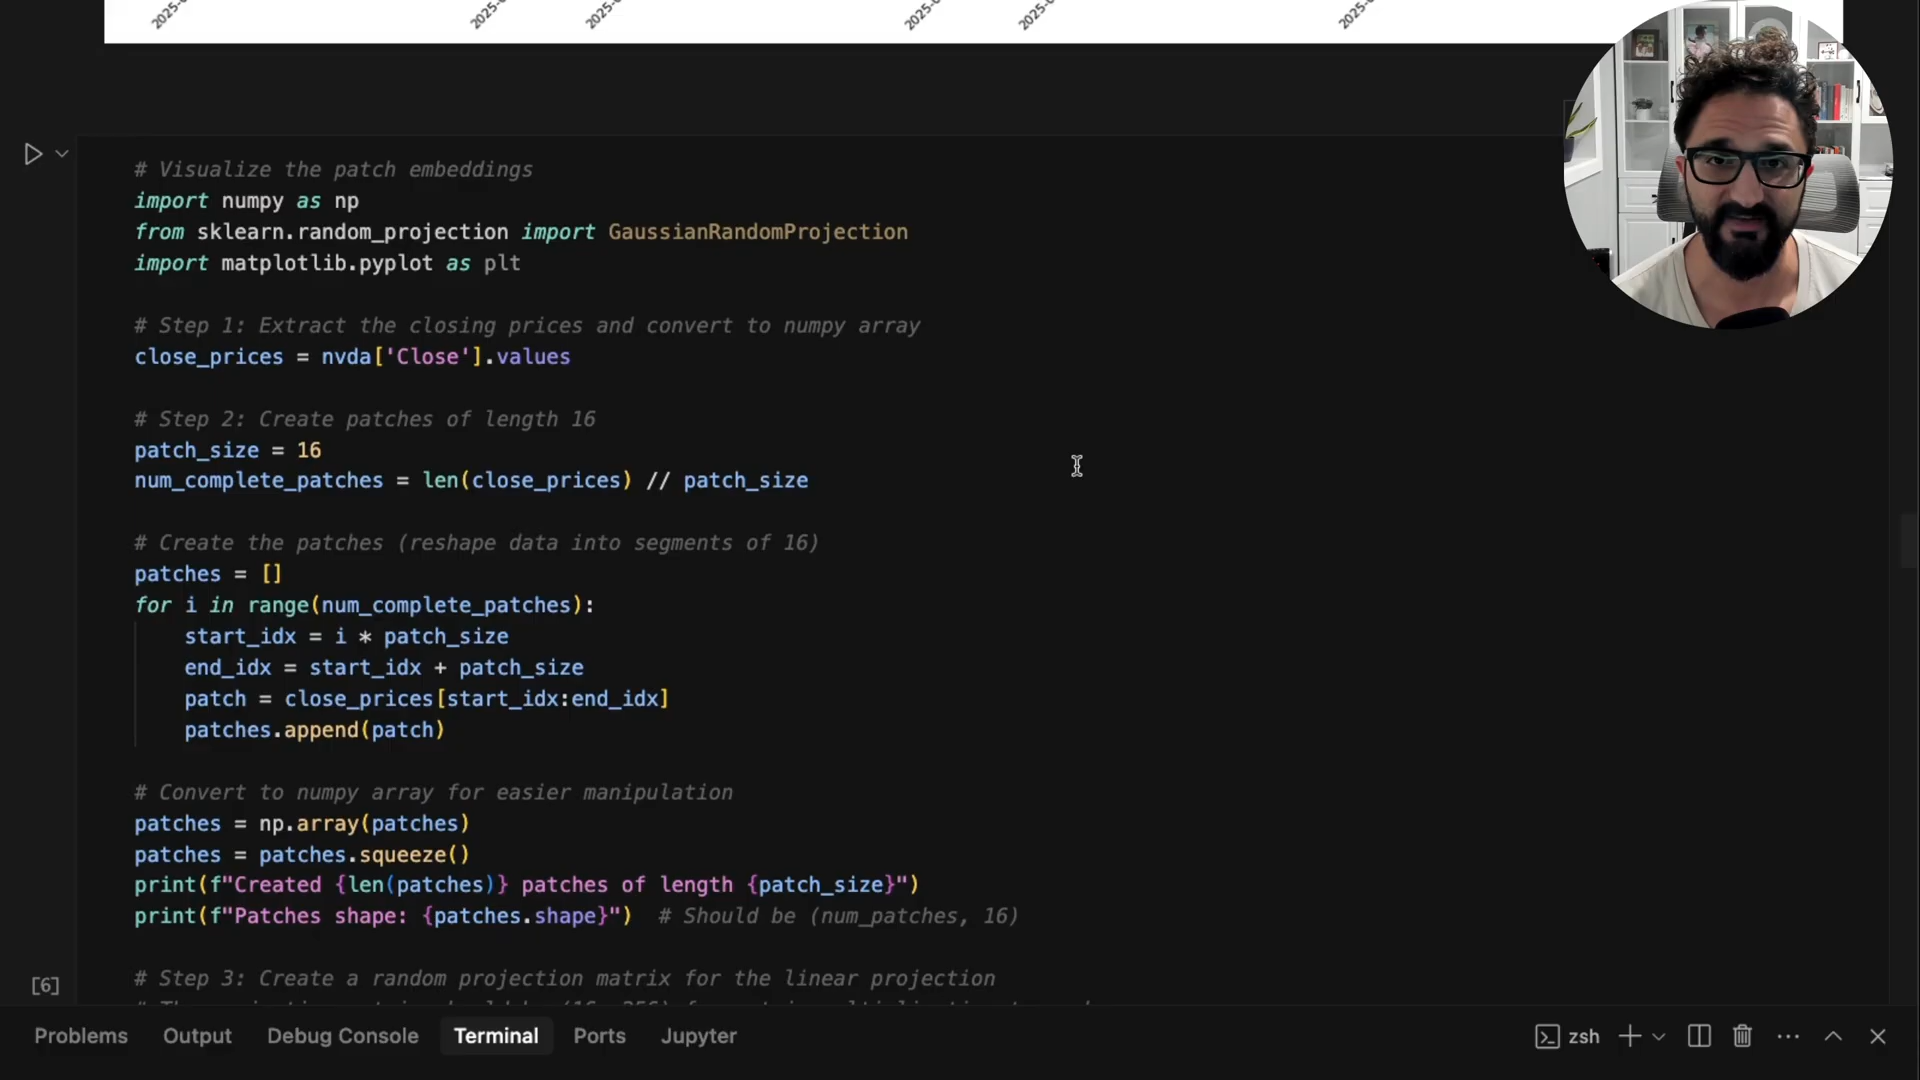 # Visualize the patch embeddings
import numpy as np
from sklearn.random_projection import GaussianRandomProjection
import matplotlib.pyplot as plt
# Step 1: Extract the closing prices and convert to numpy array
close_prices = nvda['Close'].values
# Step 2: Create patches of length 16
patch_size = 16
num_complete_patches = len(close_prices) // patch_size
# Create the patches (reshape data into segments of 16)
patches = []
for i in range(num_complete_patches):
    start_idx = i * patch_size
    end_idx = start_idx + patch_size
    patch = close_prices[start_idx:end_idx]
    patches.append(patch)
# Convert to numpy array for easier manipulation
patches = np.array(patches)
patches = patches.squeeze()
print(f"Created {len(patches)} patches of length {patch_size}")
print(f"Patches shape: {patches.shape}")  # Should be (num_patches, 16)
# Step 3: Create a random projection matrix for the linear projection
[6]
Problems Output Debug Console Terminal Ports Jupyter zsh